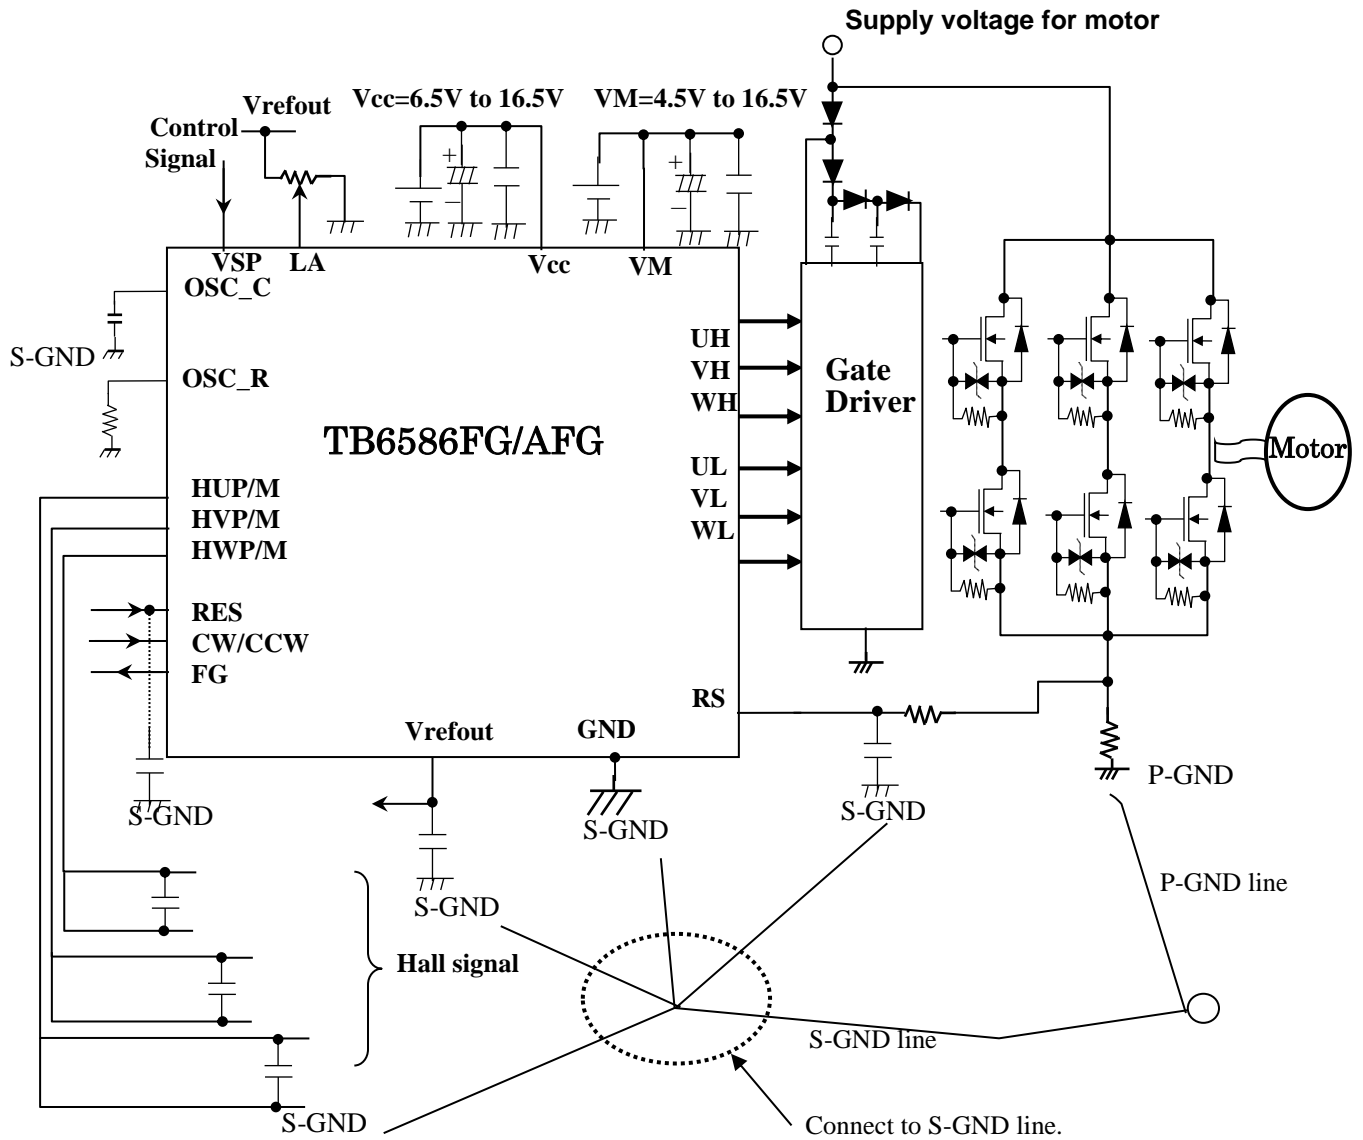 Supply voltage for motor
Vrefout
Vcc=6.5V to 16.5V
VM=4.5V to 16.5V
Control
Signal
+
−
+
−
VSP
LA
Vcc
VM
OSC_C
S-GND
OSC_R
UH
VH
WH
UL
VL
WL
Gate
Driver
TB6586FG/AFG
Motor
HUP/M
HVP/M
HWP/M
RES
CW/CCW
FG
RS
Vrefout
GND
S-GND
S-GND
S-GND
S-GND
P-GND
P-GND line
Hall signal
S-GND line
S-GND
Connect to S-GND line.